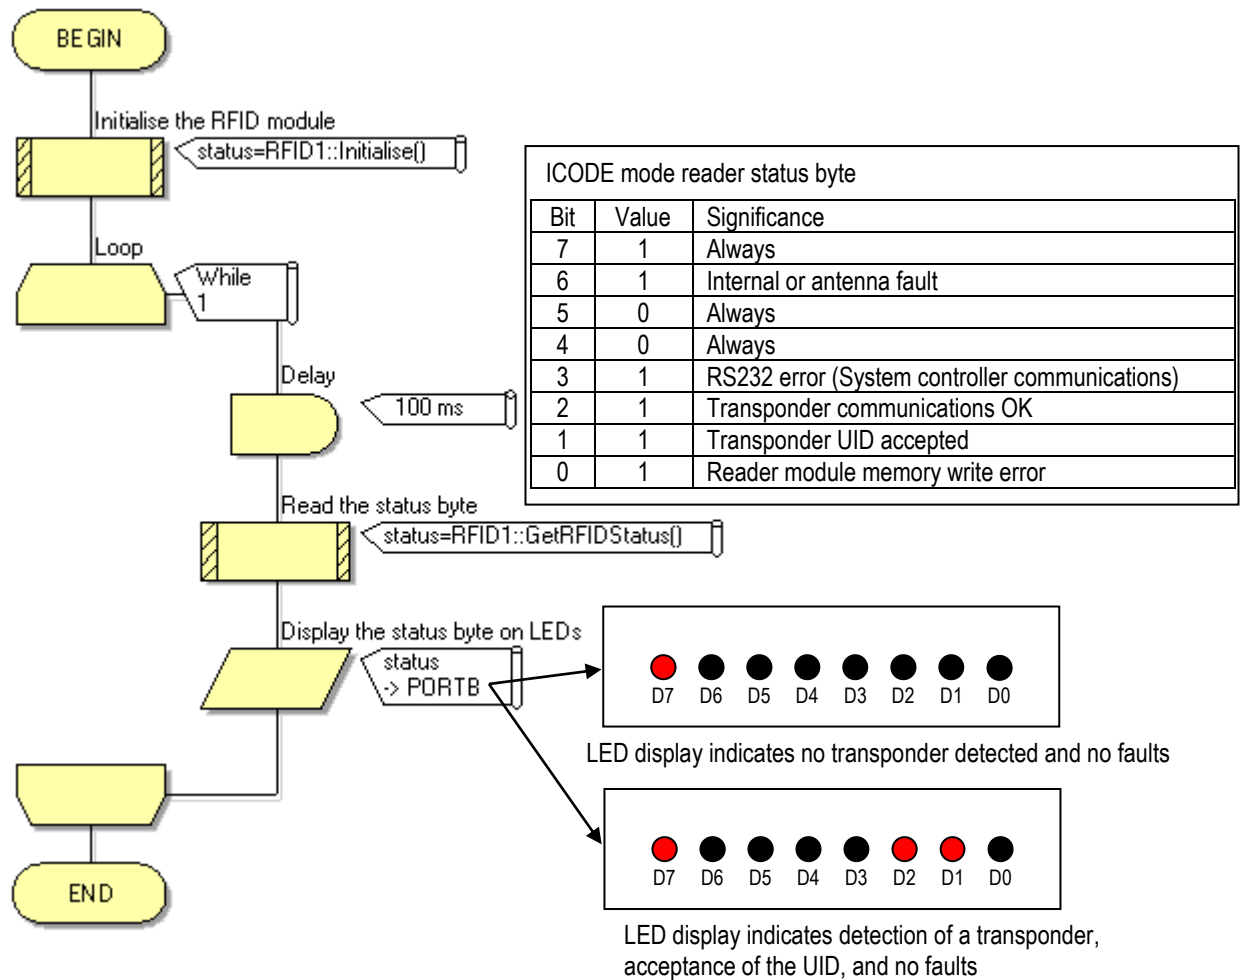 BEGIN
Initialise the RFID module
status=RFID1::Initialise()
Loop
While
1
Delay
100 ms
Read the status byte
status=RFID1::GetRFIDStatus()
Display the status byte on LEDs
status
-> PORTB
END
ICODE mode reader status byte
Bit Value Significance
7 1 Always
6 1 Internal or antenna fault
5 0 Always
4 0 Always
3 1 RS232 error (System controller communications)
2 1 Transponder communications OK
1 1 Transponder UID accepted
0 1 Reader module memory write error
D7 D6 D5 D4 D3 D2 D1 D0
LED display indicates no transponder detected and no faults
D7 D6 D5 D4 D3 D2 D1 D0
LED display indicates detection of a transponder,
acceptance of the UID, and no faults